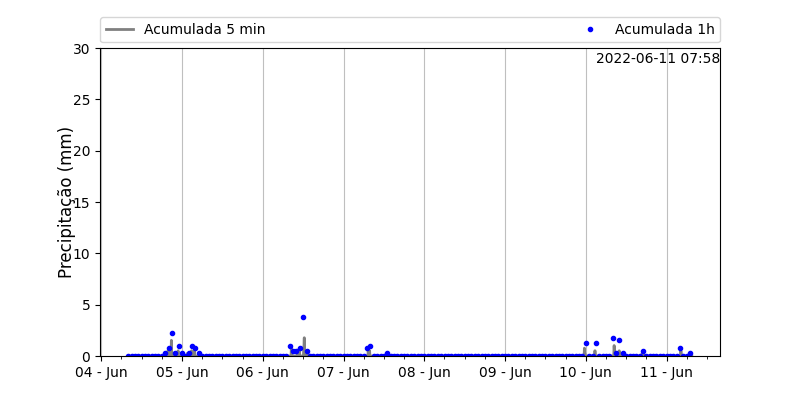 Acumulada 5 min
Acumulada 1h
2022-06-11 07:58
Precipitação (mm)
30
25
20
15
10
5
0
04 - Jun
05 - Jun
06 - Jun
07 - Jun
08 - Jun
09 - Jun
10 - Jun
11 - Jun